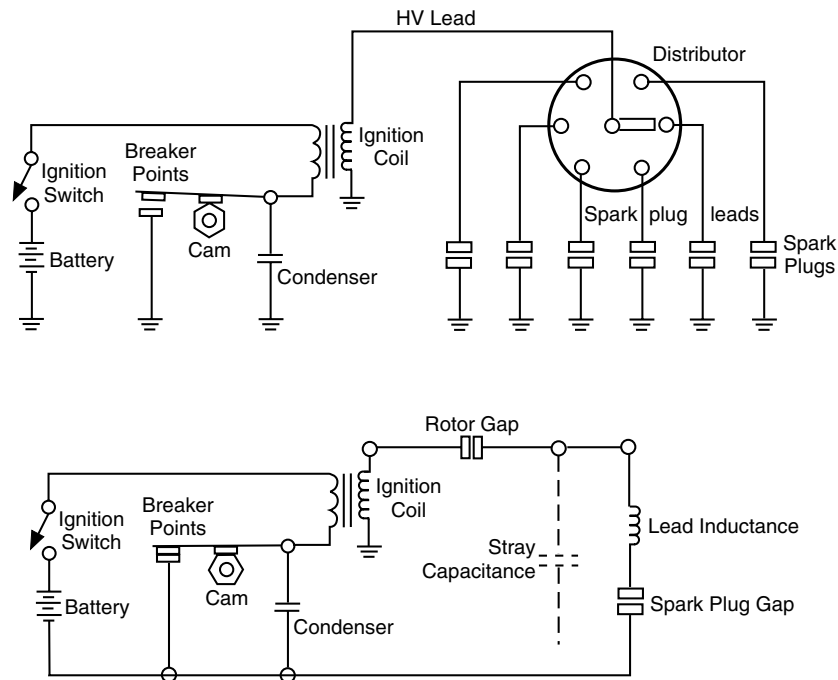 HV Lead
Distributor
Ignition
Coil
Breaker
Points
Ignition
Switch
Cam
Battery
Condenser
Spark plug leads
Spark
Plugs
Rotor Gap
Ignition
Coil
Breaker
Points
Ignition
Switch
Lead Inductance
Stray
Capacitance
Cam
Battery
Condenser
Spark Plug Gap